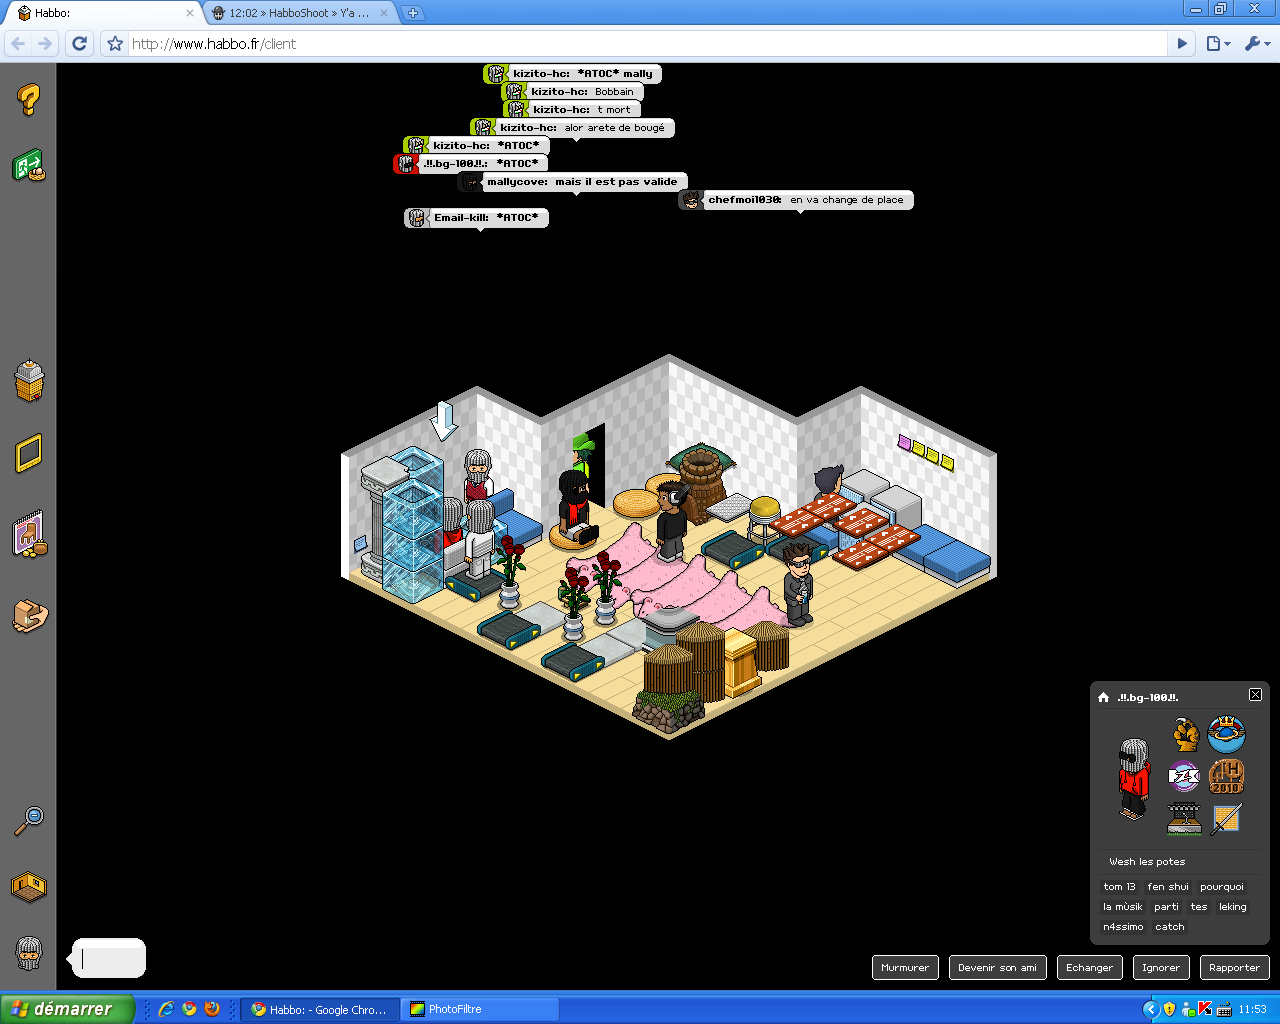 Habbo:
12:02 » HabboShoot » Y'a ...
http://www.habbo.fr/client
kizito-hc: *ATOC* mally
kizito-hc: Bobbain
kizito-hc: t mort
kizito-hc: alor arete de bougé
kizito-hc: *ATOC*
.!!.bg-100.!!.: *ATOC*
mallycove: mais il est pas valide
chefmoi1030: en va change de place
Email-kill: *ATOC*
.!!.bg-100.!!.
2010
Wesh les potes
tom 13 fen shui pourquoi
la mùsik parti tes leking
n4ssimo catch
Murmurer Devenir son ami Echanger Ignorer Rapporter
démarrer
Habbo: - Google Chro...
PhotoFiltre
11:53